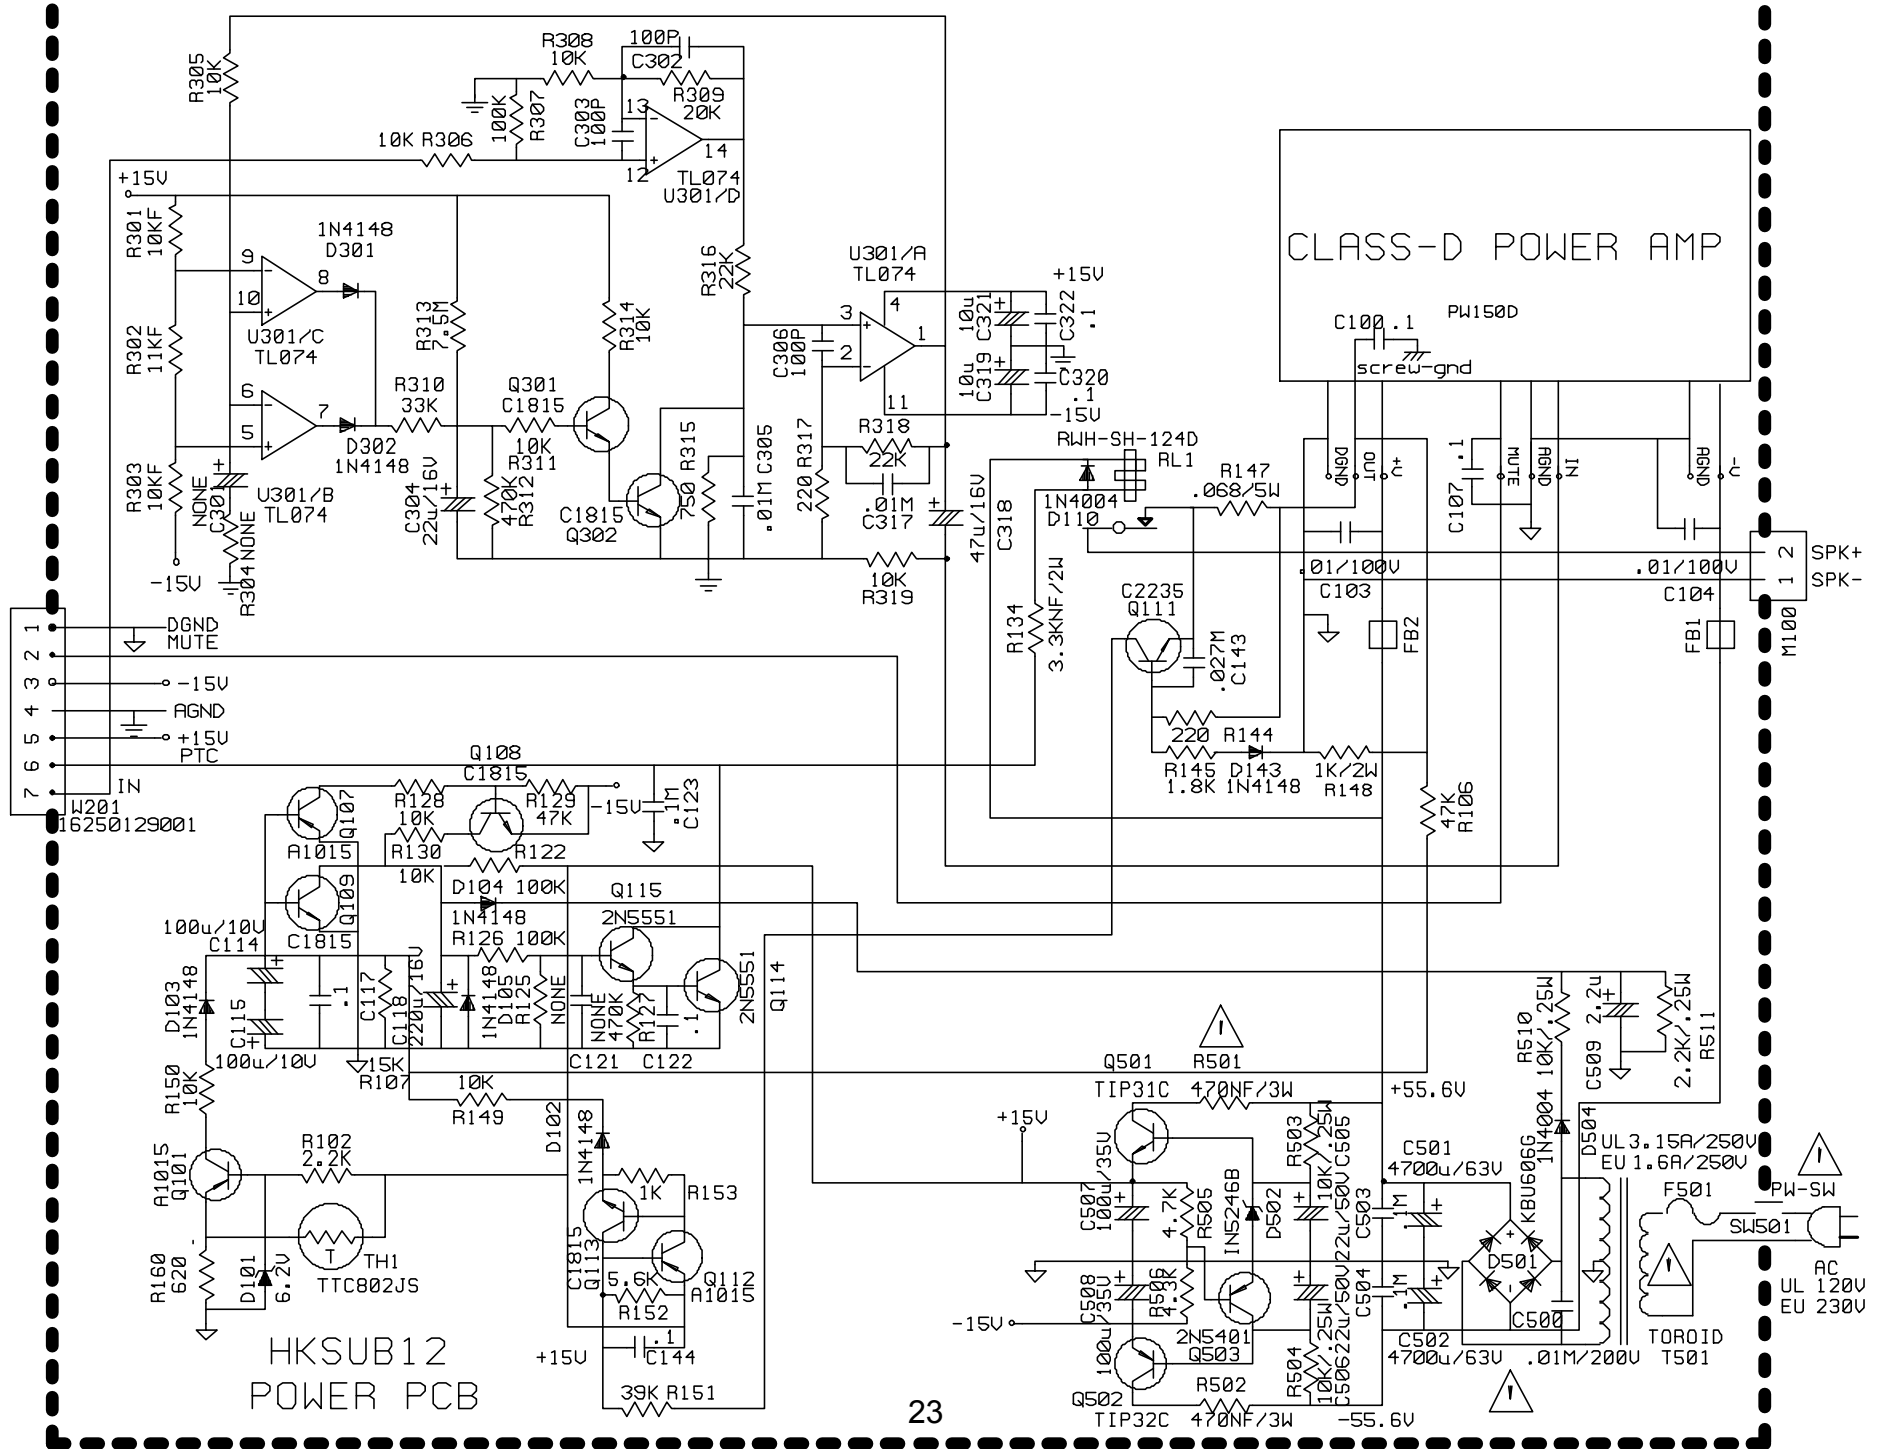 R305
10K
R308
10K
100P
C302
R309
20K
100K
R307
C303
100P
13
12
14
10K R306
TL074
U301/D
+15V
R301
10KF
1N4148
D301
9
8
10
U301/C
TL074
R302
11KF
R313
7.5M
R314
10K
R316
22K
U301/A
TL074
3
4
2
1
11
C306
100P
+15V
10u
C321
C322
.1
10u
C319
C320
.1
-15V
6
7
5
D302
1N4148
R310
33K
Q301
C1815
10K
R311
R303
10KF
NONE
C301
U301/B
TL074
C304
22u/16V
470K
R312
C1815
Q302
750
R315
.01M
C305
220
R317
R318
22K
.01M
C317
47u/16V
C318
10K
R319
-15V
R304
NONE
CLASS-D POWER AMP
PW150D
C100 .1
screw-gnd
RWH-SH-124D
RL1
1N4004
D110
R147
.068/5W
DGND
OUT
+V
C107
.1
MUTE
AGND
IN
AGND
-V
.01/100V
C103
.01/100V
C104
2
SPK+
1
SPK-
M100
FB2
FB1
R134
3.3KNF/2W
C2235
Q111
.027M
C143
220
R144
R145
1.8K
D143
1N4148
1K/2W
R148
47K
R106
1
DGND
MUTE
2
3
-15V
4
AGND
5
+15V
PTC
6
7
IN
W201
16250129001
Q108
C1815
R128
10K
R129
47K
-15V
.1M
C123
Q107
A1015
R130
10K
R122
100K
Q109
C1815
D104
1N4148
Q115
2N5551
R126
100K
100u/10V
C114
D103
1N4148
C115
100u/10V
.1
C117
C118
220u/16V
15K
R107
1N4148
D105
R125
NONE
NONE
C121
470K
R127
.1
C122
2N5551
Q114
R150
10K
10K
R149
D102
1N4148
R102
2.2K
A1015
Q101
R160
620
D101
6.2V
T
TH1
TTC802JS
1K
R153
C1815
Q113
Q112
A1015
5.6K
R152
.1
C144
+15V
39K R151
HKSUB12
POWER PCB
23
!
Q501
TIP31C
R501
470NF/3W
+55.6V
+15V
C507
100u/35V
4.7K
R505
1N5246B
D502
R503
10K/.25W
C505
22u/50V
C503
.1M
C501
4700u/63V
C508
100u/35V
R506
4.3K
2N5401
Q503
R504
10K/.25W
C506
22u/50V
C504
.1M
C502
4700u/63V
-15V
Q502
TIP32C
R502
470NF/3W
-55.6V
R510
10K/.25W
C509
2.2u
2.2K/.25W
R511
1N4004
D504
KBU606G
+
D501
-
C500
.01M/200V
UL 3.15A/250V
EU 1.6A/250V
F501
!
PW-SW
SW501
!
AC
UL 120V
EU 230V
TOROID
T501
!